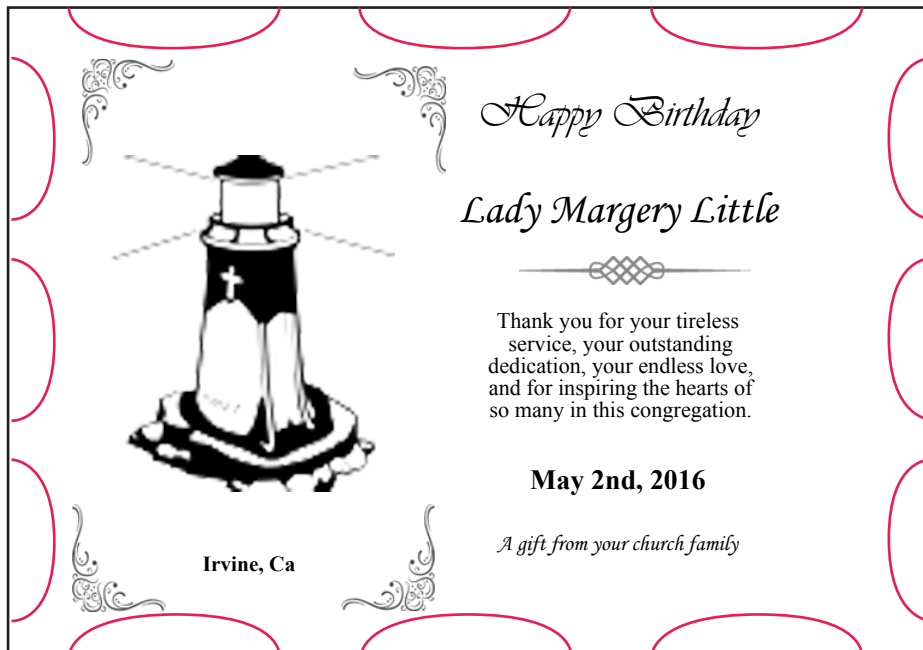 Happy Birthday
Lady Margery Little
Thank you for your tireless
service, your outstanding
dedication, your endless love,
and for inspiring the hearts of
so many in this congregation.
May 2nd, 2016
A gift from your church family
Irvine, Ca